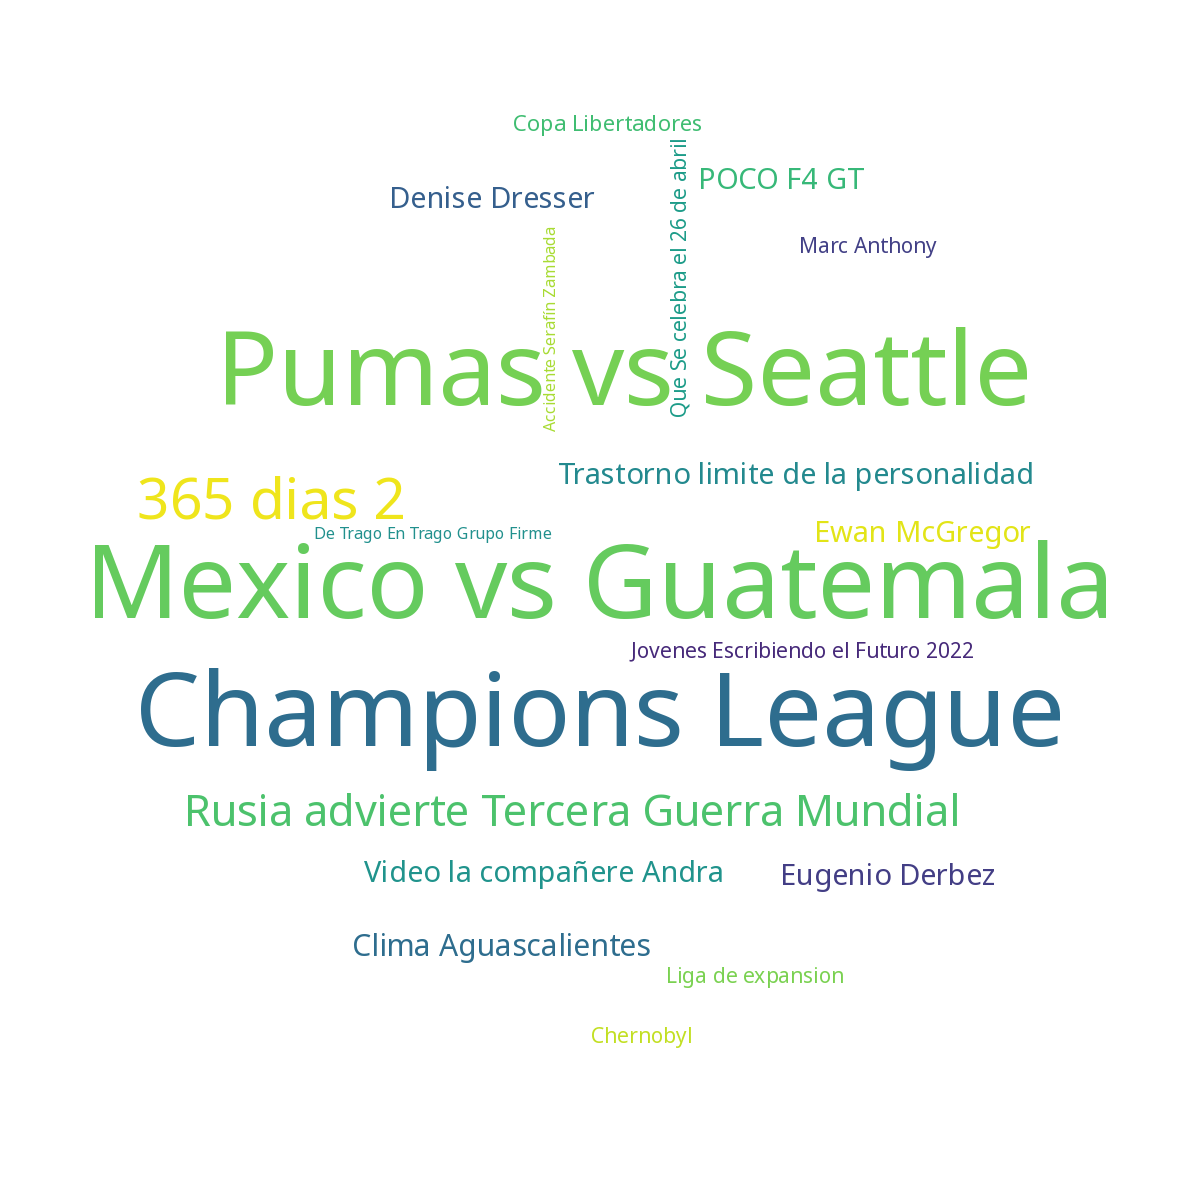 Copa Libertadores
POCO F4 GT
Denise Dresser
Que Se celebra el 26 de abril
Marc Anthony
Accidente Serafín Zambada
Pumas vs Seattle
Trastorno limite de la personalidad
365 dias 2
Ewan McGregor
De Trago En Trago Grupo Firme
Mexico vs Guatemala
Jovenes Escribiendo el Futuro 2022
Champions League
Rusia advierte Tercera Guerra Mundial
Video la compañere Andra
Eugenio Derbez
Clima Aguascalientes
Liga de expansion
Chernobyl